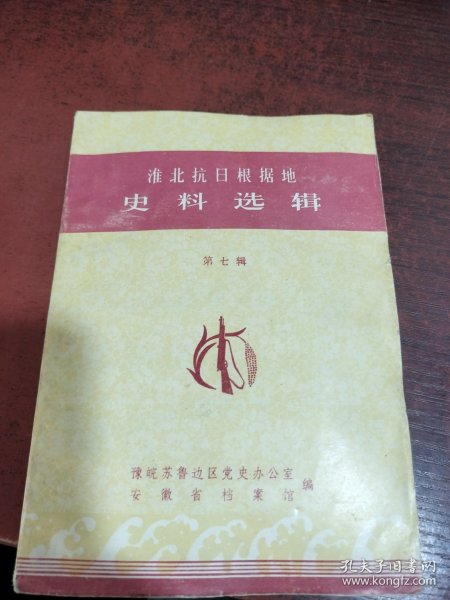 淮北抗日根据地
史料选辑
第七辑
豫皖苏鲁边区党史办公室
安徽省档案馆
编
孔夫子旧书网
www.kongfz.com